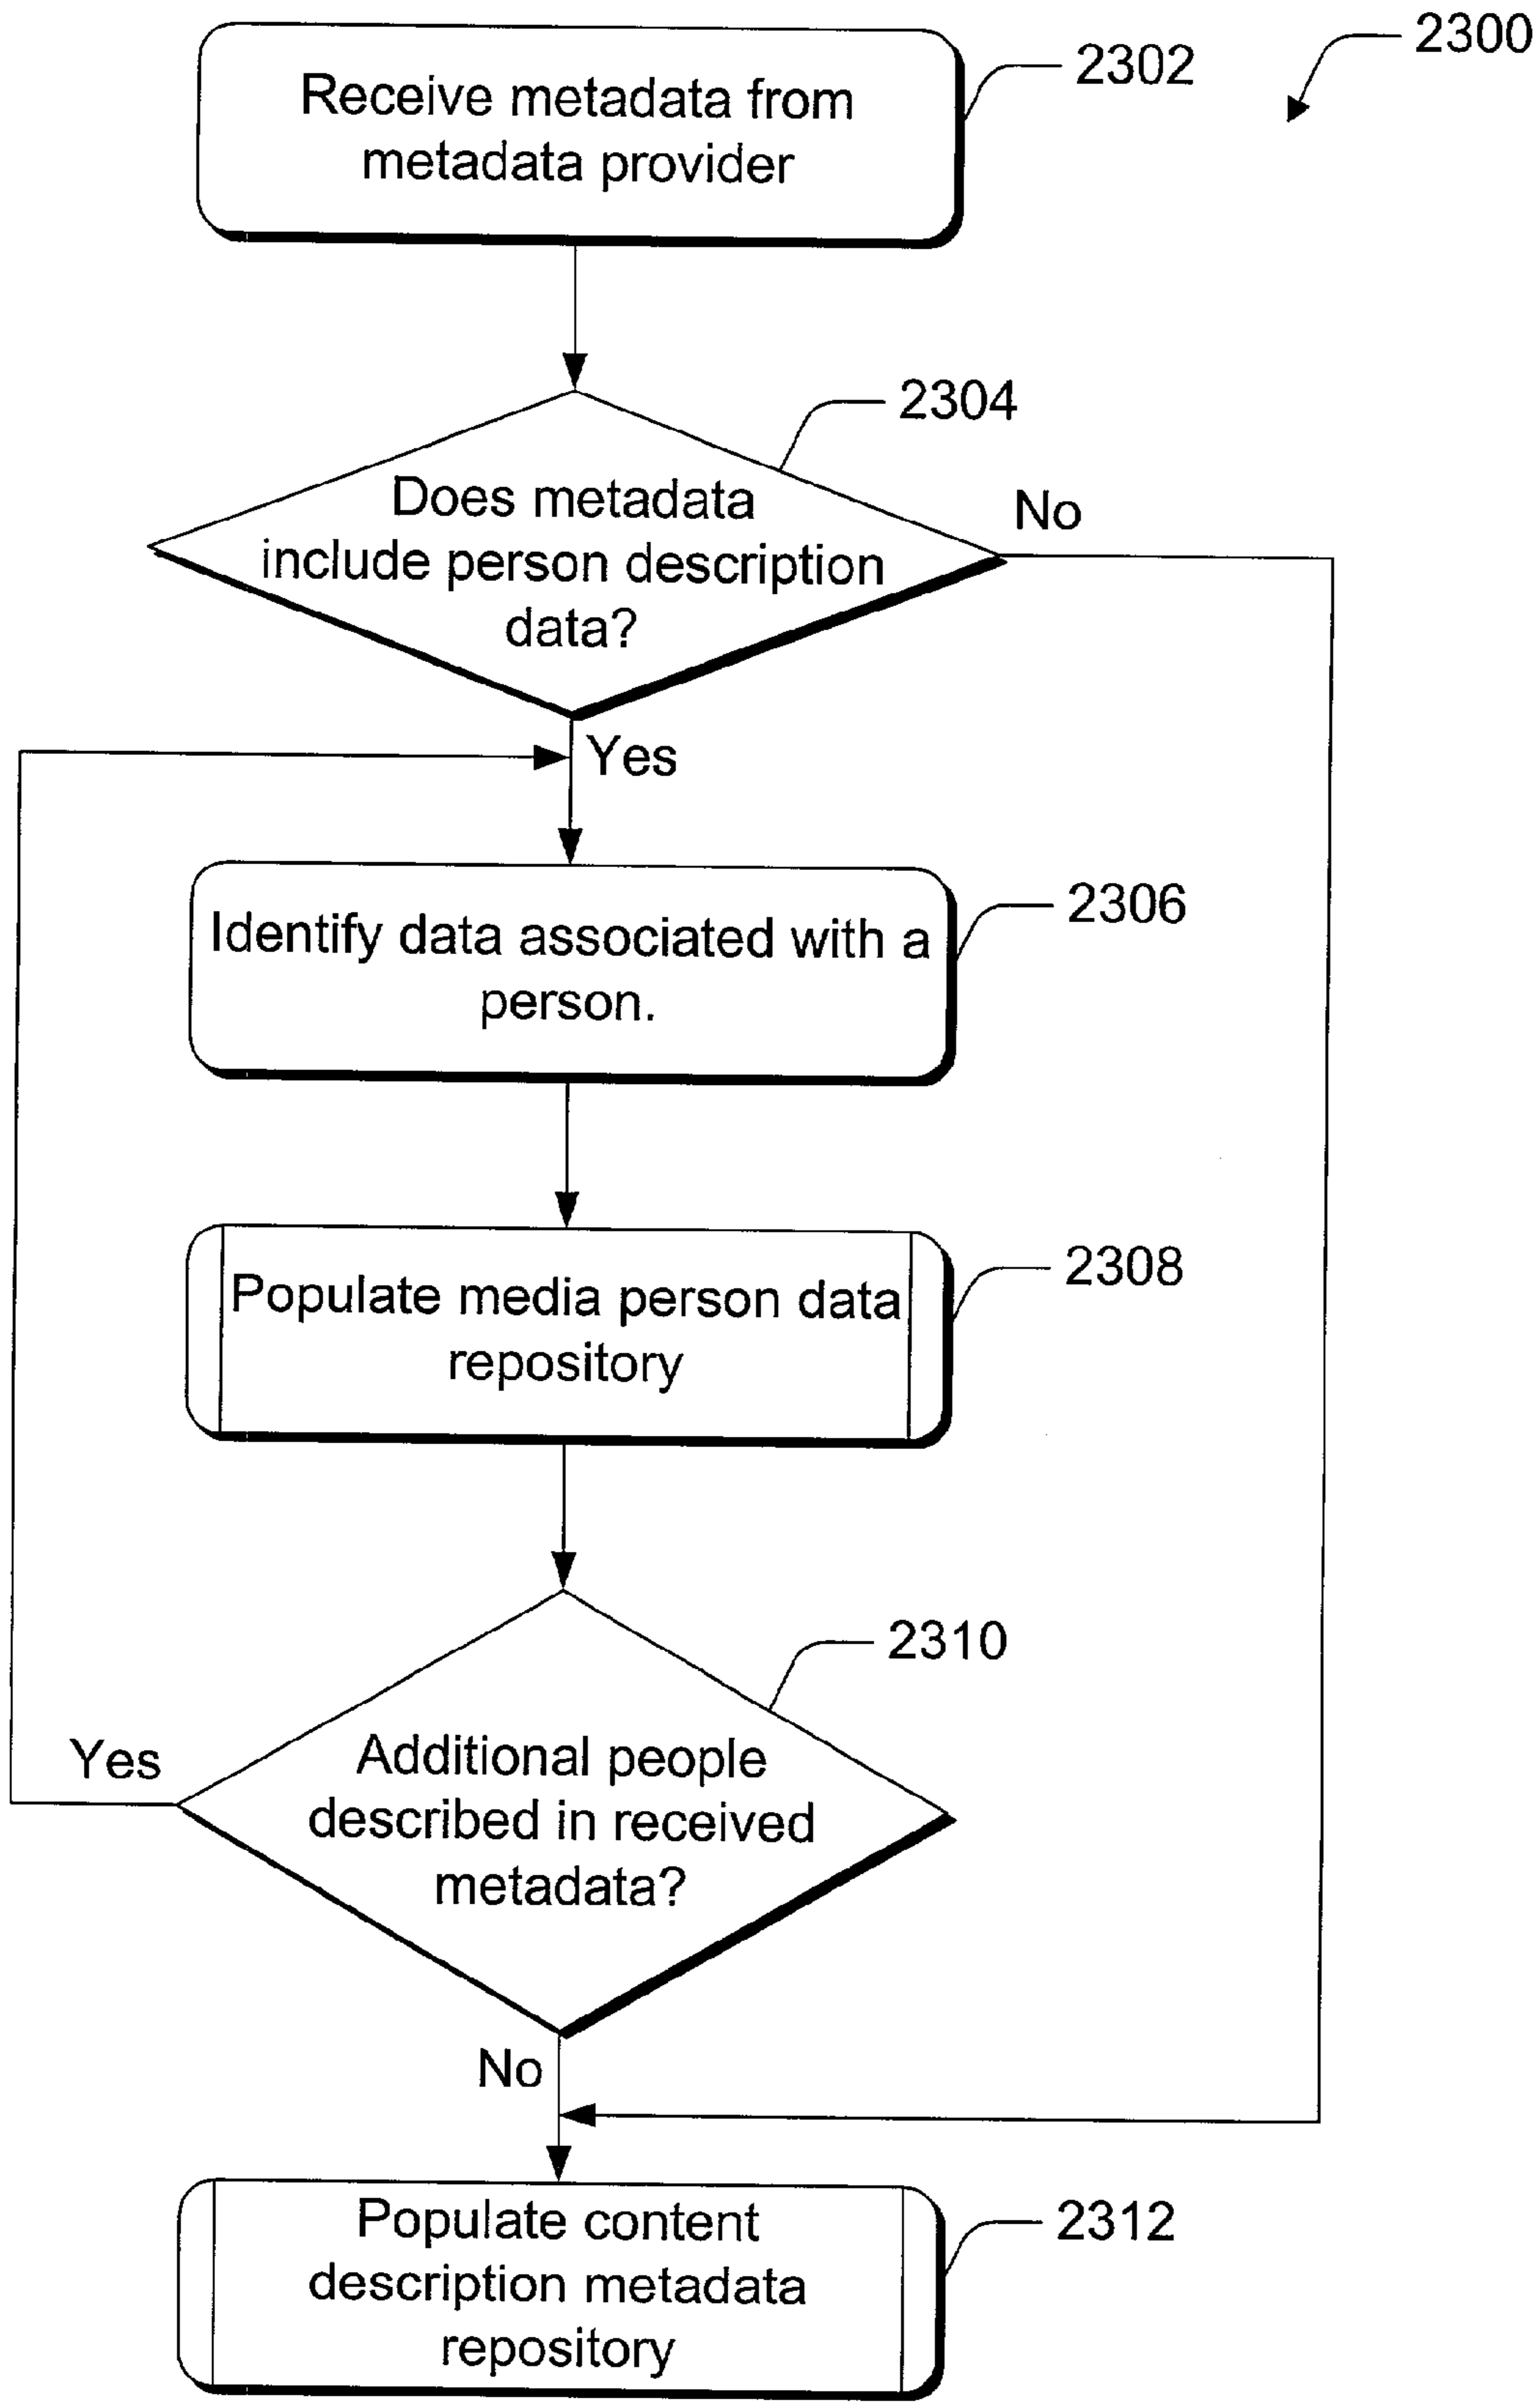 2300
2302
Receive metadata from
metadata provider
2304
Does metadata
include person description
data?
No
Yes
2306
Identify data associated with a
person.
2308
Populate media person data
repository
2310
Additional people
described in received
metadata?
Yes
No
2312
Populate content
description metadata
repository